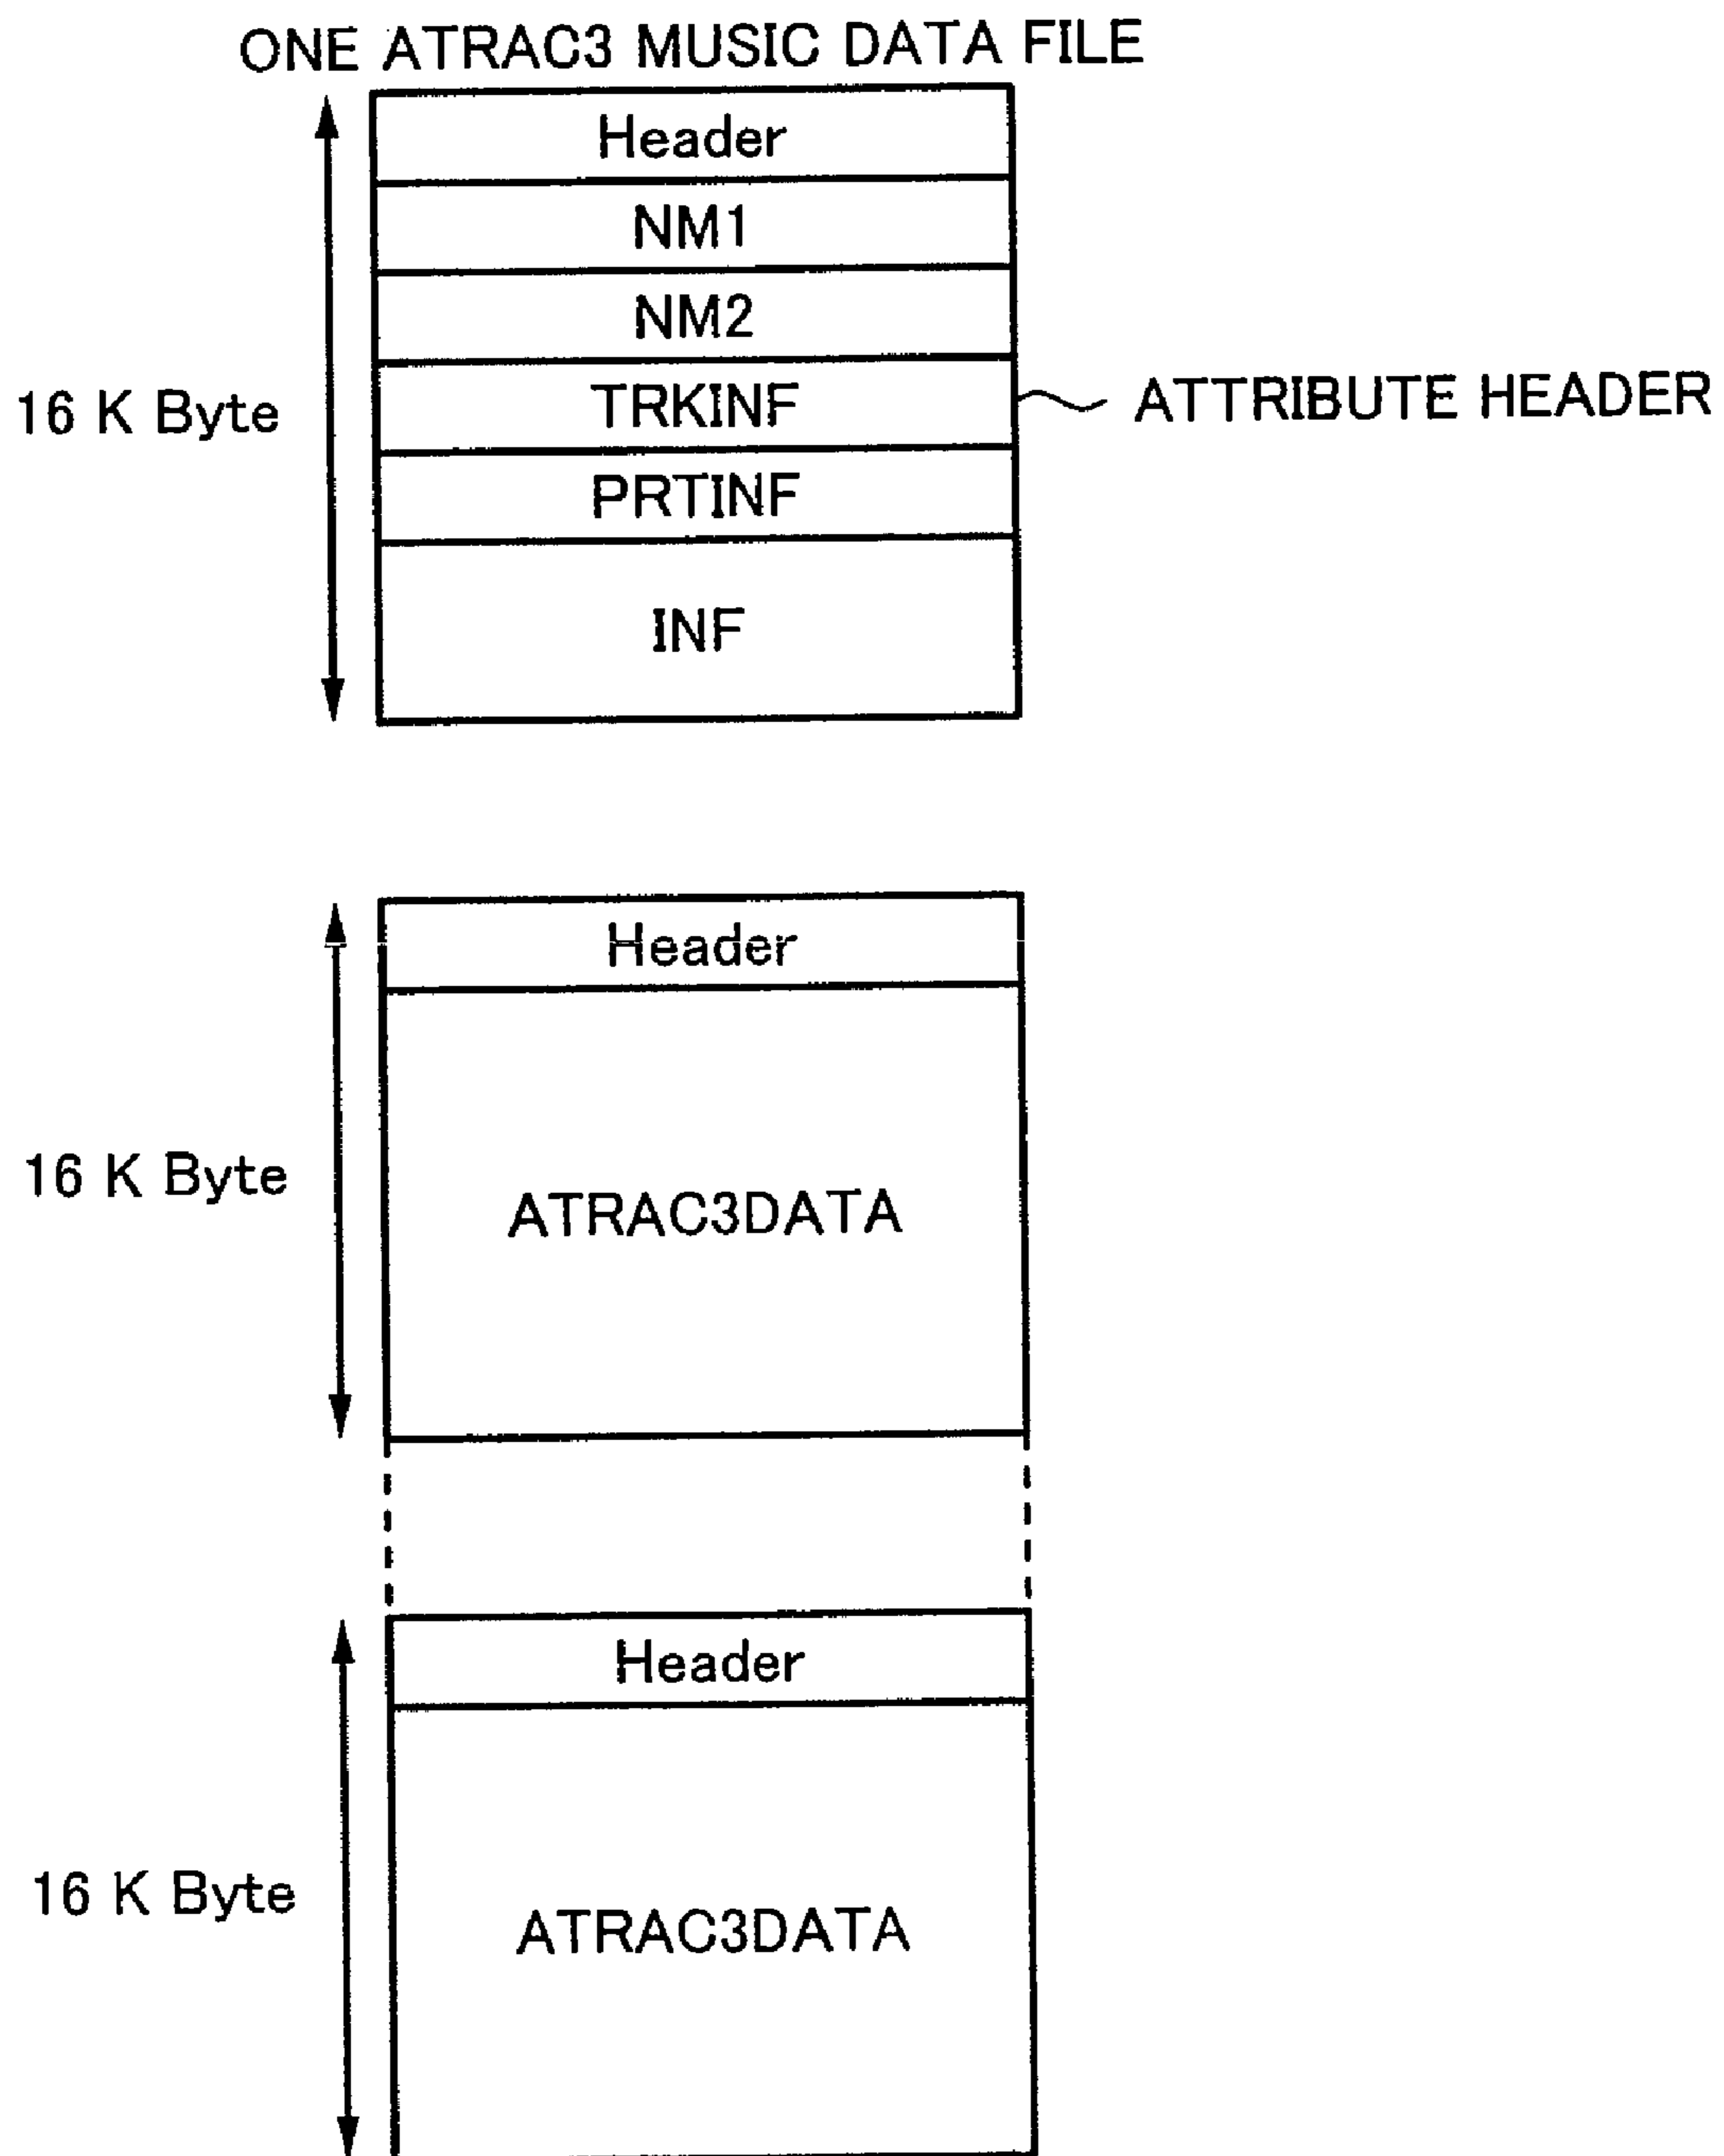 ONE ATRAC3 MUSIC DATA FILE
Header
NM1
NM2
16 K Byte
TRKINF
ATTRIBUTE HEADER
PRTINF
INF
Header
16 K Byte
ATRAC3DATA
Header
16 K Byte
ATRAC3DATA